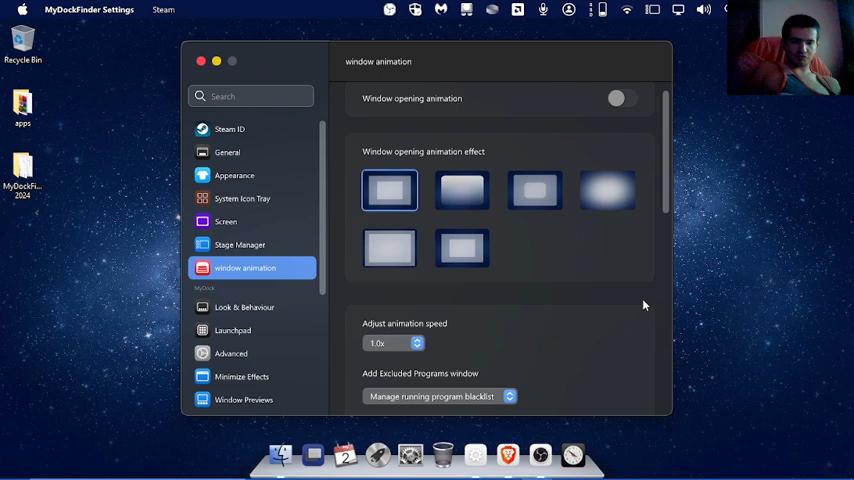 MyDockFinder Settings Steam
Recycle Bin
apps
MyDockFi...
2024
Search
Steam ID
General
Appearance
System Icon Tray
Screen
Stage Manager
window animation
MyDock
Look & Behaviour
Launchpad
Advanced
Minimize Effects
Window Previews
window animation
Window opening animation
Window opening animation effect
Adjust animation speed
1.0x
Add Excluded Programs window
Manage running program blacklist
2